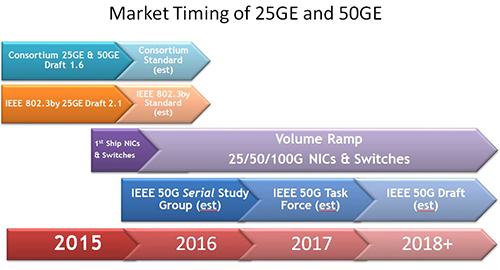 Market Timing of 25GE and 50GE
Consortium 25GE & 50GE
Draft 1.6
Consortium
Standard
(est)
IEEE 802.3by 25GE Draft 2.1
IEEE 802.3by
Standard
(est)
1st Ship NICs
& Switches
Volume Ramp
25/50/100G NICs & Switches
IEEE 50G Serial Study
Group (est)
IEEE 50G Task
Force (est)
IEEE 50G Draft
(est)
2015
2016
2017
2018+